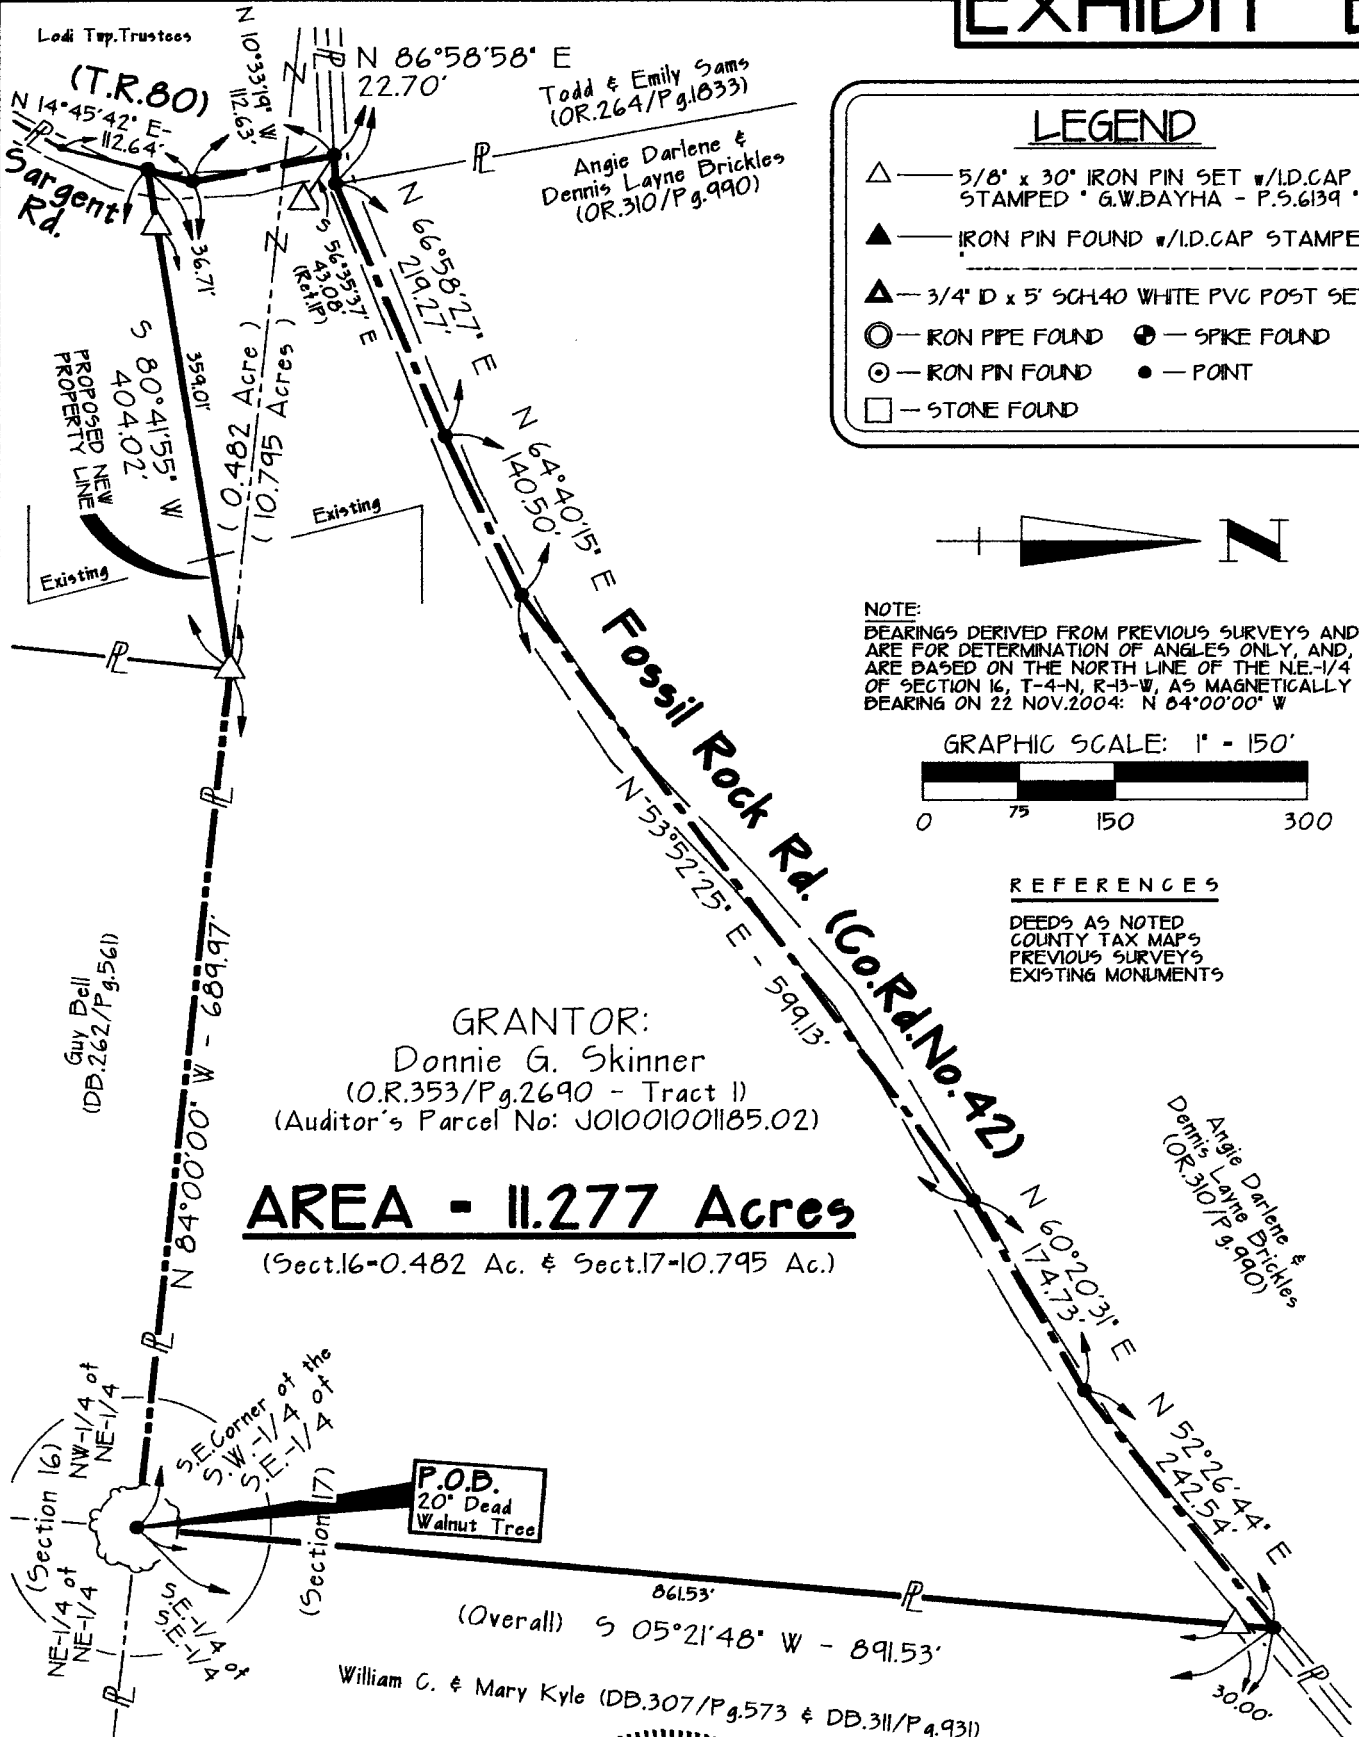 EXHIBIT
Lodi Twp.Trustees
(T.R.80)
N 14°45'42" E-
112.64'
Sargent
Rd.
N 10°33'19" W
112.63'
N 86°58'58" E
22.70'
Todd & Emily Sams
(OR.264/Pg.1833)
Angie Darlene &
Dennis Layne Brickles
(OR.310/Pg.990)
36.71'
S 56°35'37" E
43.08'
(Ref.IP)
N 66°58'27" E
219.27'
LEGEND
5/8" x 30" IRON PIN SET w/I.D.CAP
STAMPED " G.W.BAYHA - P.S.6139 "
IRON PIN FOUND w/I.D.CAP STAMPE
3/4" ID x 5' SCH40 WHITE PVC POST SE
IRON PIPE FOUND
SPIKE FOUND
IRON PIN FOUND
POINT
STONE FOUND
S 80°41'55" W
404.02'
359.01'
PROPOSED NEW
PROPERTY LINE
( 0.482 Acre )
( 10.795 Acres )
Existing
Existing
N 64°40'15" E
140.50'
N
NOTE:
BEARINGS DERIVED FROM PREVIOUS SURVEYS AND
ARE FOR DETERMINATION OF ANGLES ONLY, AND,
ARE BASED ON THE NORTH LINE OF THE N.E.-1/4
OF SECTION 16, T-4-N, R-13-W, AS MAGNETICALLY
BEARING ON 22 NOV.2004: N 84°00'00" W
GRAPHIC SCALE: 1" = 150'
0 75 150 300
REFERENCES
DEEDS AS NOTED
COUNTY TAX MAPS
PREVIOUS SURVEYS
EXISTING MONUMENTS
Fossil Rock Rd. (Co.Rd.No.42)
N 53°52'25" E - 599.13'
Guy Bell
(DB.262/Pg.561)
N 84°00'00" W - 689.97'
GRANTOR:
Donnie G. Skinner
(O.R.353/Pg.2690 - Tract 1)
(Auditor's Parcel No: J01001001185.02)
AREA = 11.277 Acres
(Sect.16=0.482 Ac. & Sect.17=10.795 Ac.)
Angie Darlene &
Dennis Layne Brickles
(OR.310/Pg.990)
N 60°20'31" E
174.73'
N 52°26'44" E
242.54'
NW-1/4 of
NE-1/4
(Section 16)
S.E.Corner of the
S.W.-1/4 of
S.E.-1/4
(Section 17)
P.O.B.
20" Dead
Walnut Tree
NE-1/4 of
NE-1/4
S.E.-1/4 of
S.E.-1/4
861.53'
(Overall) S 05°21'48" W - 891.53'
30.00'
William C. & Mary Kyle (DB.307/Pg.573 & DB.311/Pg.931)